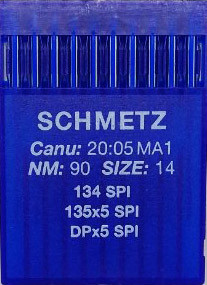 SCHMETZ
Canu: 20:05 MA1
NM: 90 SIZE: 14
134 SPI
135x5 SPI
DPx5 SPI